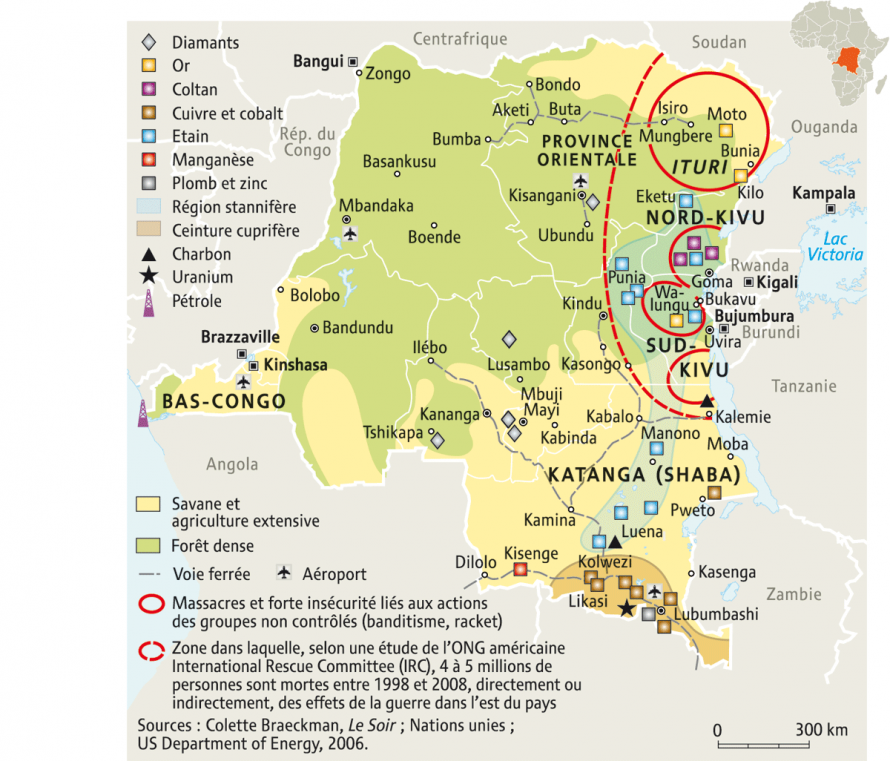 Diamants
Or
Coltan
Cuivre et cobalt
Etain
Manganèse
Plomb et zinc
Région stannifère
Ceinture cuprifère
Charbon
Uranium
Pétrole
Centrafrique
Soudan
Bangui
Zongo
Rép. du
Congo
Bondo
Aketi
Buta
Bumba
Isiro
Moto
Mungbere
Ouganda
PROVINCE
ORIENTALE
ITURI
Bunia
Basankusu
Kisangani
Eketu
Kilo
Kampala
Mbandaka
NORD-KIVU
Boende
Ubundu
Lac
Victoria
Punia
Goma
Rwanda
Kigali
Bolobo
Kindu
Wa-
lungu
Bukavu
Bujumbura
Bandundu
Brazzaville
Ilébo
Uvira
Burundi
Kinshasa
Lusambo
Kasongo
SUD-
KIVU
Tanzanie
BAS-CONGO
Mbuji
Mayi
Kananga
Kabalo
Kalemie
Tshikapa
Kabinda
Manono
Moba
Angola
KATANGA (SHABA)
Pweto
Kamina
Luena
Dilolo
Kisenge
Kolwezi
Kasenga
Likasi
Lubumbashi
Zambie
Savane et
agriculture extensive
Forêt dense
Voie ferrée
Aéroport
Massacres et forte insécurité liés aux actions
des groupes non contrôlés (banditisme, racket)
Zone dans laquelle, selon une étude de l'ONG américaine
International Rescue Committee (IRC), 4 à 5 millions de
personnes sont mortes entre 1998 et 2008, directement ou
indirectement, des effets de la guerre dans l'est du pays
Sources : Colette Braeckman, Le Soir ; Nations unies ;
US Department of Energy, 2006.
0 300 km